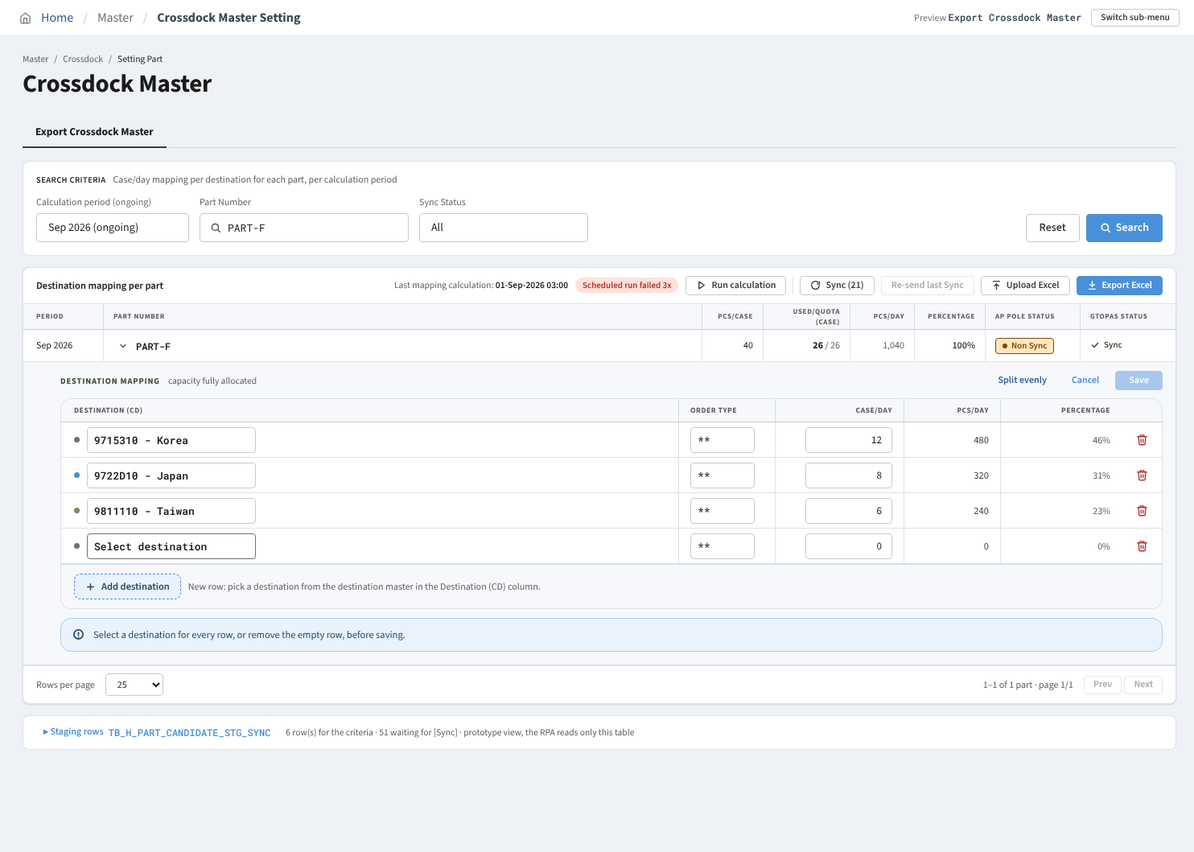 Home / Master / Crossdock Master Setting
Preview Export Crossdock Master Switch sub-menu
Master / Crossdock / Setting Part
Crossdock Master
Export Crossdock Master
SEARCH CRITERIA Case/day mapping per destination for each part, per calculation period
Calculation period (ongoing) Part Number Sync Status
Sep 2026 (ongoing) PART-F All Reset Search
Destination mapping per part Last mapping calculation: 01-Sep-2026 03:00 Scheduled run failed 3x Run calculation Sync (21) Re-send last Sync Upload Excel Export Excel
PERIOD PART NUMBER PCS/CASE USED/QUOTA (CASE) PCS/DAY PERCENTAGE AP POLE STATUS GTOPAS STATUS
Sep 2026 PART-F 40 26 / 26 1,040 100% Non Sync Sync
DESTINATION MAPPING capacity fully allocated Split evenly Cancel Save
DESTINATION (CD) ORDER TYPE CASE/DAY PCS/DAY PERCENTAGE
9715310 - Korea ** 12 480 46%
9722D10 - Japan ** 8 320 31%
9811110 - Taiwan ** 6 240 23%
Select destination ** 0 0 0%
+ Add destination New row: pick a destination from the destination master in the Destination (CD) column.
Select a destination for every row, or remove the empty row, before saving.
Rows per page 25 1–1 of 1 part · page 1/1 Prev Next
▸ Staging rows TB_H_PART_CANDIDATE_STG_SYNC 6 row(s) for the criteria · 51 waiting for [Sync] · prototype view, the RPA reads only this table